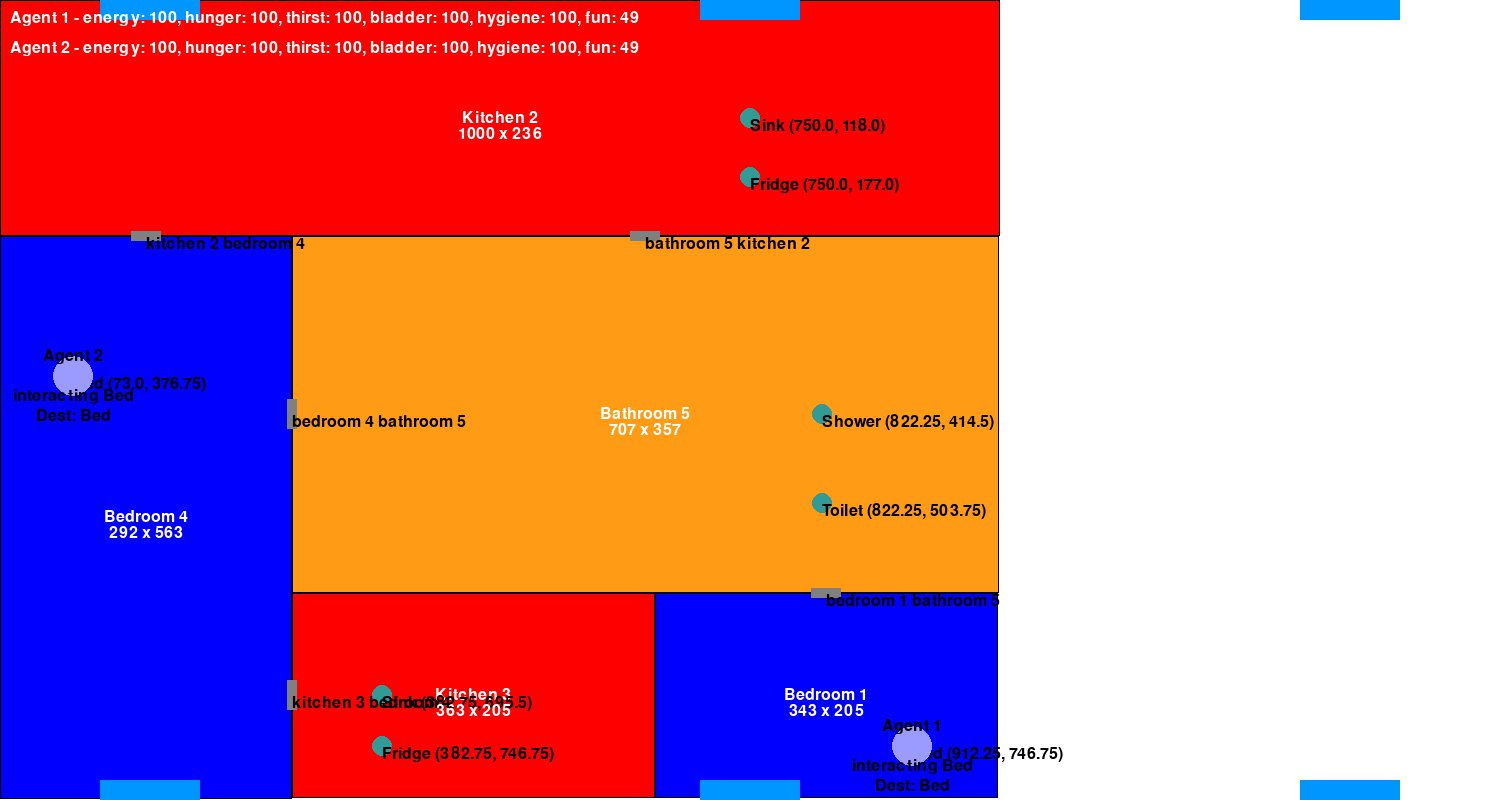 Agent 1 - energy: 100, hunger: 100, thirst: 100, bladder: 100, hygiene: 100, fun: 49
Agent 2 - energy: 100, hunger: 100, thirst: 100, bladder: 100, hygiene: 100, fun: 49
Kitchen 2
1000 x 236
Sink (750.0, 118.0)
Fridge (750.0, 177.0)
kitchen 2 bedroom 4
bathroom 5 kitchen 2
Agent 2
(73.0, 376.75)
interacting Bed
Dest: Bed
bedroom 4 bathroom 5
Bathroom 5
707 x 357
Shower (822.25, 414.5)
Toilet (822.25, 503.75)
Bedroom 4
292 x 563
bedroom 1 bathroom 5
kitchen 3
Kitchen 3
363 x 205
Fridge (382.75, 746.75)
Bedroom 1
343 x 205
Agent 1
(912.25, 746.75)
interacting Bed
Dest: Bed